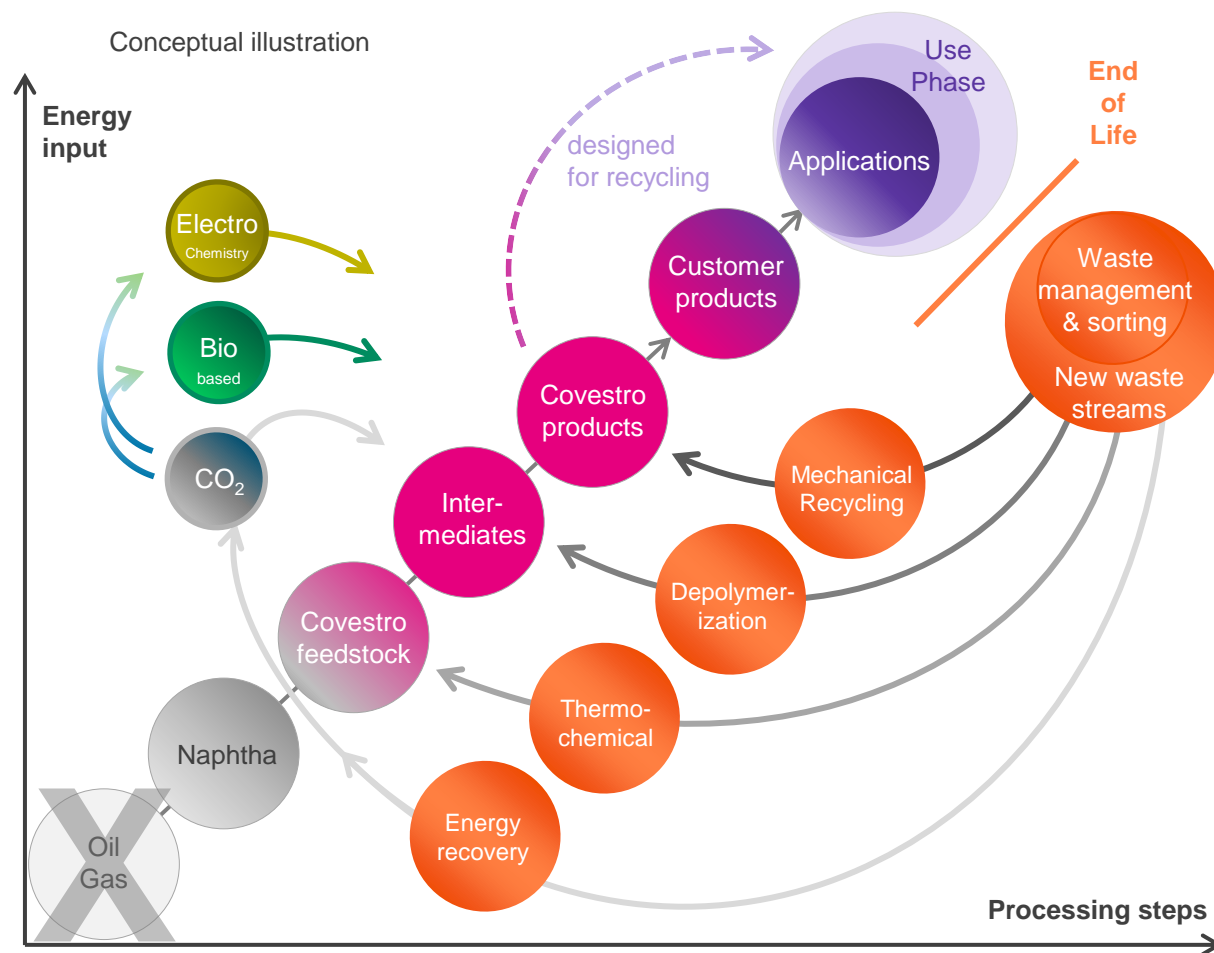 Conceptual illustration
Energy
input
Use
Phase
End
of
Life
designed
for recycling
Applications
Electro
Chemistry
Customer
products
Waste
management
& sorting
New waste
streams
Bio
based
Covestro
products
CO₂
Mechanical
Recycling
Inter-
mediates
Depolymer-
ization
Covestro
feedstock
Thermo-
chemical
Naphtha
Energy
recovery
Oil
Gas
Processing steps